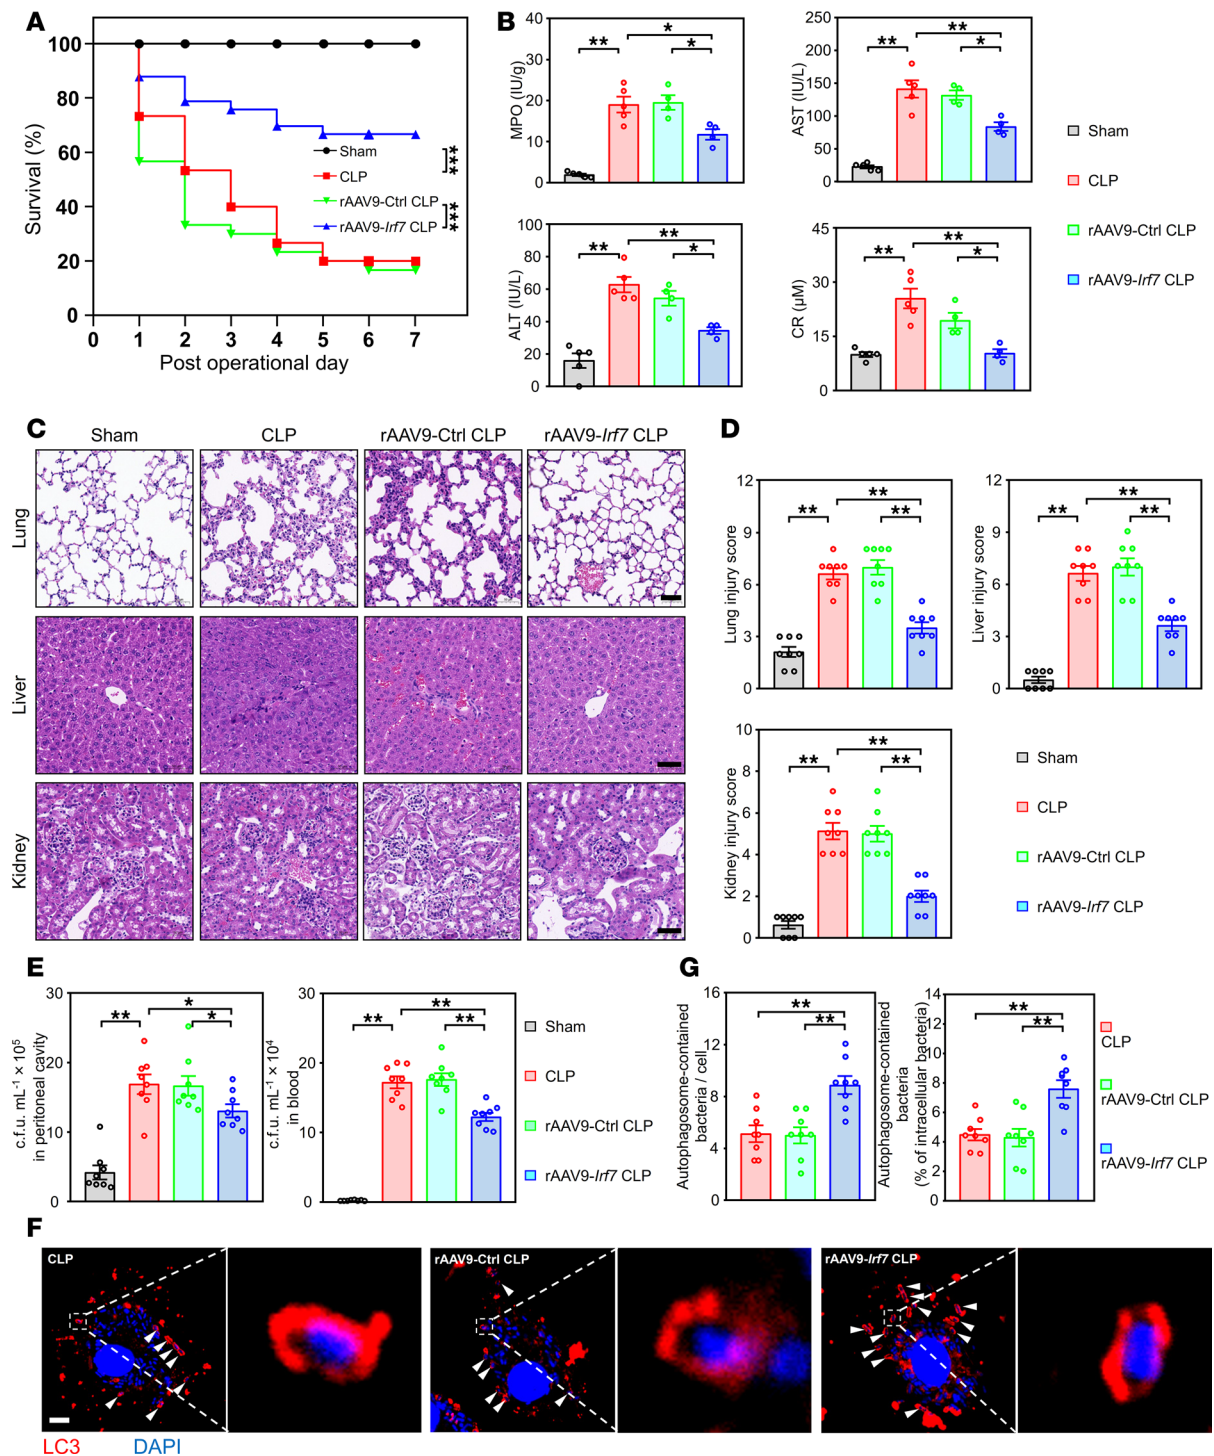 A
Survival (%)
100
80
60
40
20
0
0 1 2 3 4 5 6 7
Post operational day
Sham
CLP
rAAV9-Ctrl CLP
rAAV9-Irf7 CLP
***
***
B
MPO (IU/g)
40
30
20
10
0
**
*
*
AST (IU/L)
250
200
150
100
50
0
**
**
*
ALT (IU/L)
80
60
40
20
0
**
**
*
CR (μM)
45
30
15
0
**
**
*
Sham
CLP
rAAV9-Ctrl CLP
rAAV9-Irf7 CLP
C
Sham CLP rAAV9-Ctrl CLP rAAV9-Irf7 CLP
Lung
Liver
Kidney
D
Lung injury score
12
9
6
3
0
**
**
**
Liver injury score
12
9
6
3
0
**
**
**
Kidney injury score
10
8
6
4
2
0
**
**
**
Sham
CLP
rAAV9-Ctrl CLP
rAAV9-Irf7 CLP
E
c.f.u. mL⁻¹ × 10⁵
in peritoneal cavity
30
20
10
0
**
*
*
c.f.u. mL⁻¹ × 10⁴
in blood
30
20
10
0
**
**
**
Sham
CLP
rAAV9-Ctrl CLP
rAAV9-Irf7 CLP
G
Autophagosome-contained
bacteria / cell
16
12
8
4
0
**
**
Autophagosome-contained
bacteria
(% of intracellular bacteria)
14
12
10
8
6
4
2
0
**
**
CLP
rAAV9-Ctrl CLP
rAAV9-Irf7 CLP
F
CLP
rAAV9-Ctrl CLP
rAAV9-Irf7 CLP
LC3 DAPI